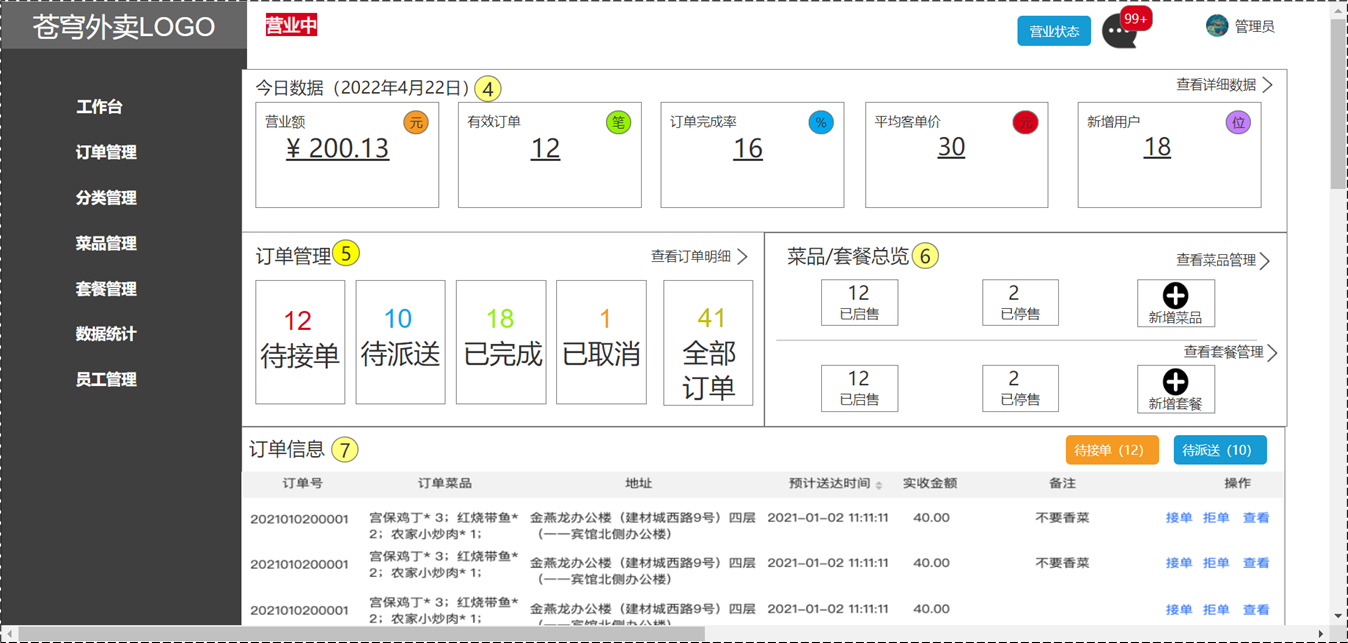 苍穹外卖LOGO
营业中
营业状态
99+
管理员
工作台
订单管理
分类管理
菜品管理
套餐管理
数据统计
员工管理
今日数据（2022年4月22日） 4
查看详细数据
营业额 元
¥ 200.13
有效订单 笔
12
订单完成率 %
16
平均客单价 元
30
新增用户 位
18
订单管理 5
查看订单明细
12
待接单
10
待派送
18
已完成
1
已取消
41
全部
订单
菜品/套餐总览 6
查看菜品管理
12
已启售
2
已停售
新增菜品
查看套餐管理
12
已启售
2
已停售
新增套餐
订单信息 7
待接单（12）
待派送（10）
订单号 订单菜品 地址 预计送达时间 实收金额 备注 操作
2021010200001 宫保鸡丁* 3；红烧带鱼* 金燕龙办公楼（建材城西路9号）四层 2021-01-02 11:11:11 40.00 不要香菜 接单 拒单 查看
2；农家小炒肉* 1； （一一宾馆北侧办公楼）
2021010200001 宫保鸡丁* 3；红烧带鱼* 金燕龙办公楼（建材城西路9号）四层 2021-01-02 11:11:11 40.00 不要香菜 接单 拒单 查看
2；农家小炒肉* 1； （一一宾馆北侧办公楼）
2021010200001 宫保鸡丁* 3；红烧带鱼* 金燕龙办公楼（建材城西路9号）四层 2021-01-02 11:11:11 40.00 接单 拒单 查看
2；农家小炒肉* 1； （一一宾馆北侧办公楼）